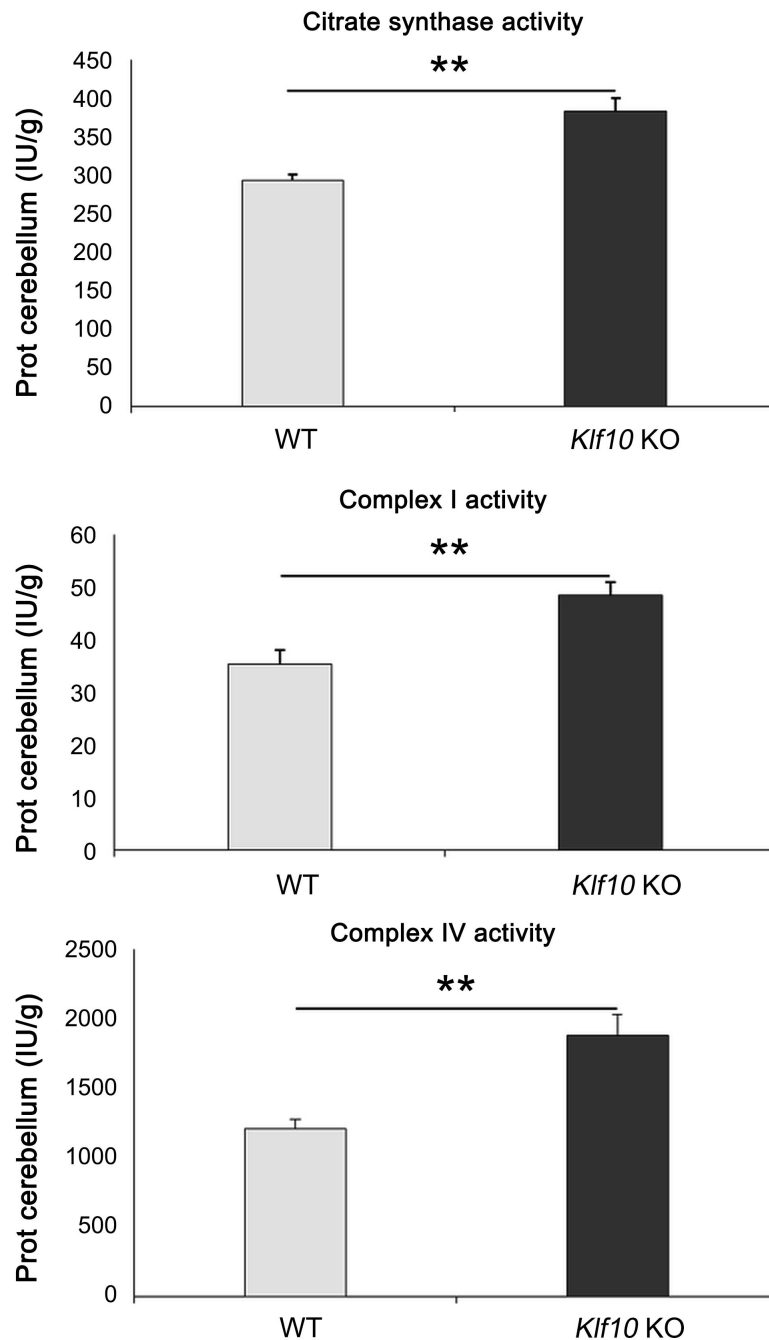 Citrate synthase activity
**
Prot cerebellum (IU/g)
450
400
350
300
250
200
150
100
50
0
WT
Klf10 KO
Complex I activity
**
Prot cerebellum (IU/g)
60
50
40
30
20
10
0
WT
Klf10 KO
Complex IV activity
**
Prot cerebellum (IU/g)
2500
2000
1500
1000
500
0
WT
Klf10 KO